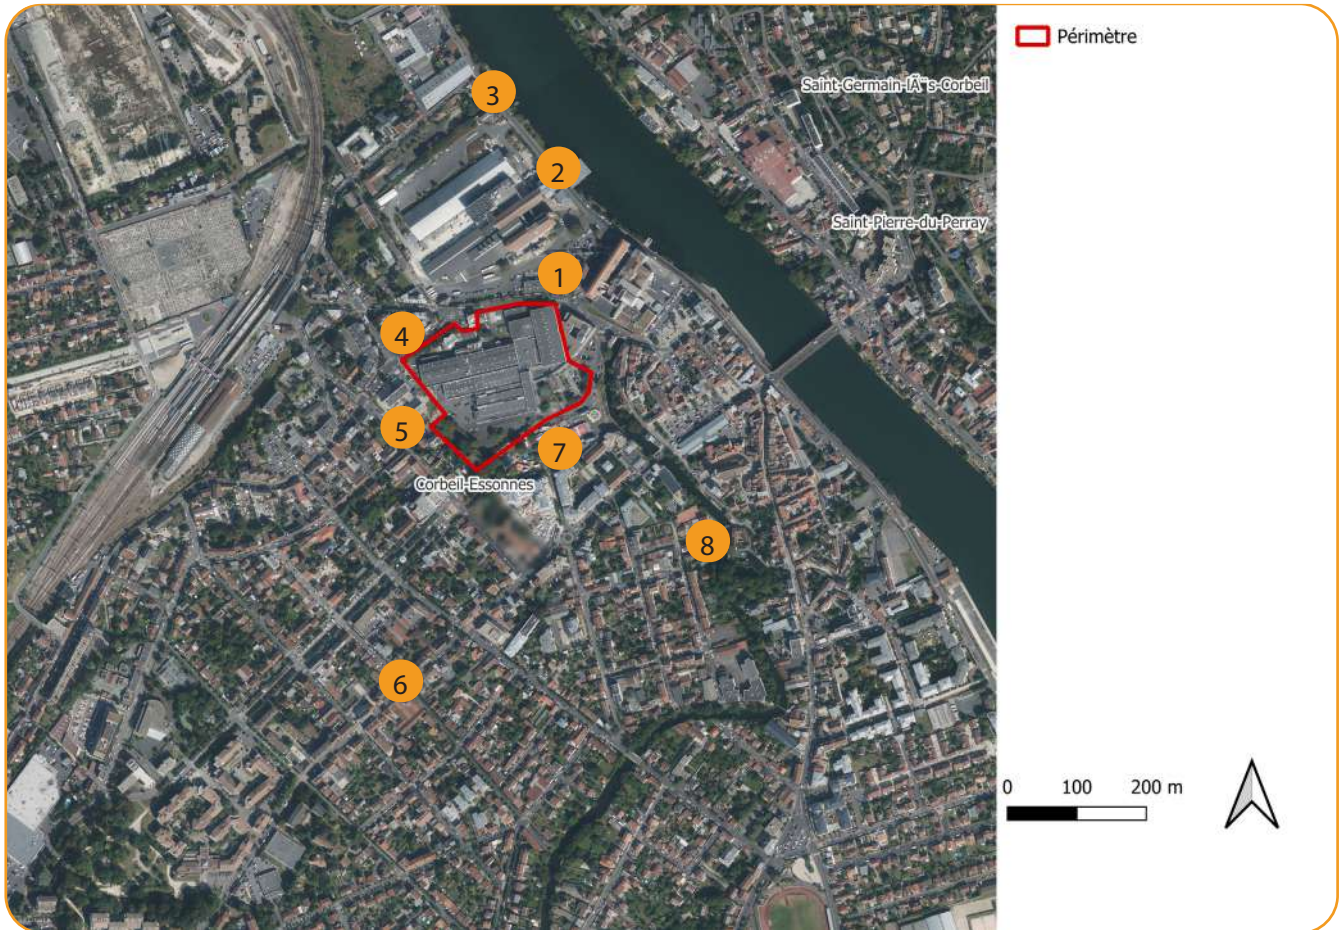 Périmètre
Saint-Germain-lÃ¨s-Corbeil
3
2
Saint-Pierre-du-Perray
1
4
5
7
Corbeil-Essonnes
8
6
0 100 200 m